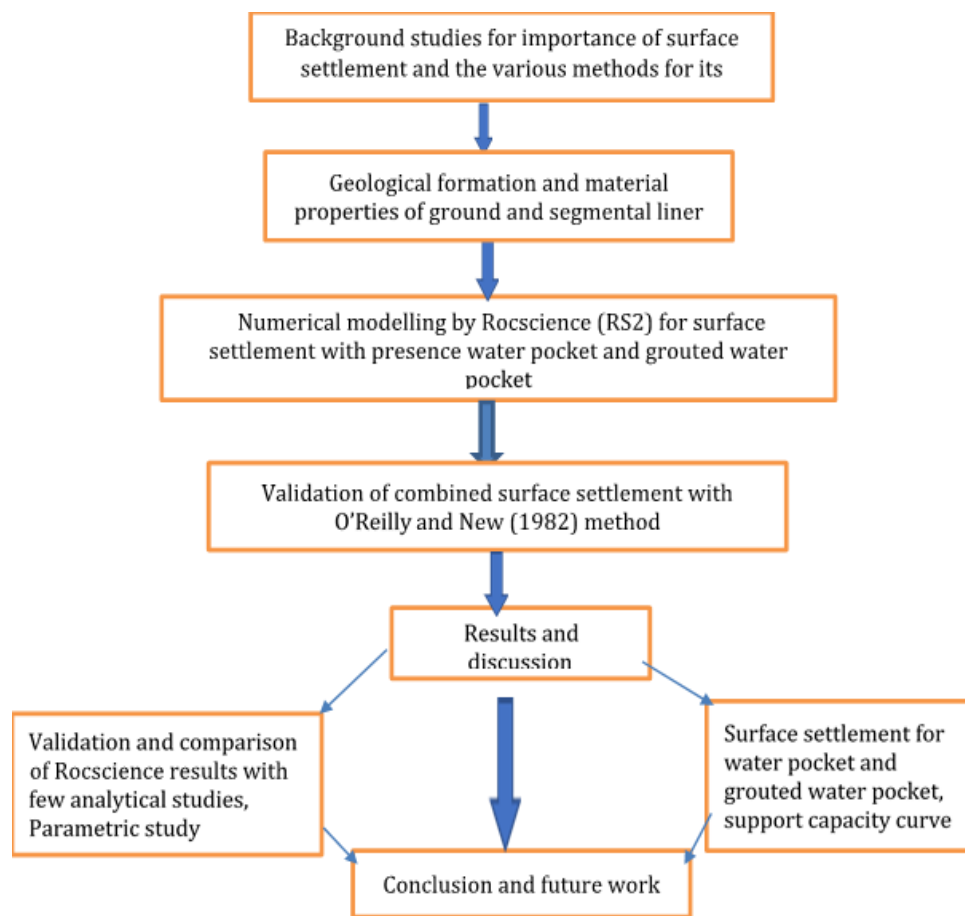 Background studies for importance of surface
settlement and the various methods for its
Geological formation and material
properties of ground and segmental liner
Numerical modelling by Rocscience (RS2) for surface
settlement with presence water pocket and grouted water
pocket
Validation of combined surface settlement with
O’Reilly and New (1982) method
Results and
discussion
Validation and comparison
of Rocscience results with
few analytical studies,
Parametric study
Surface settlement for
water pocket and
grouted water pocket,
support capacity curve
Conclusion and future work